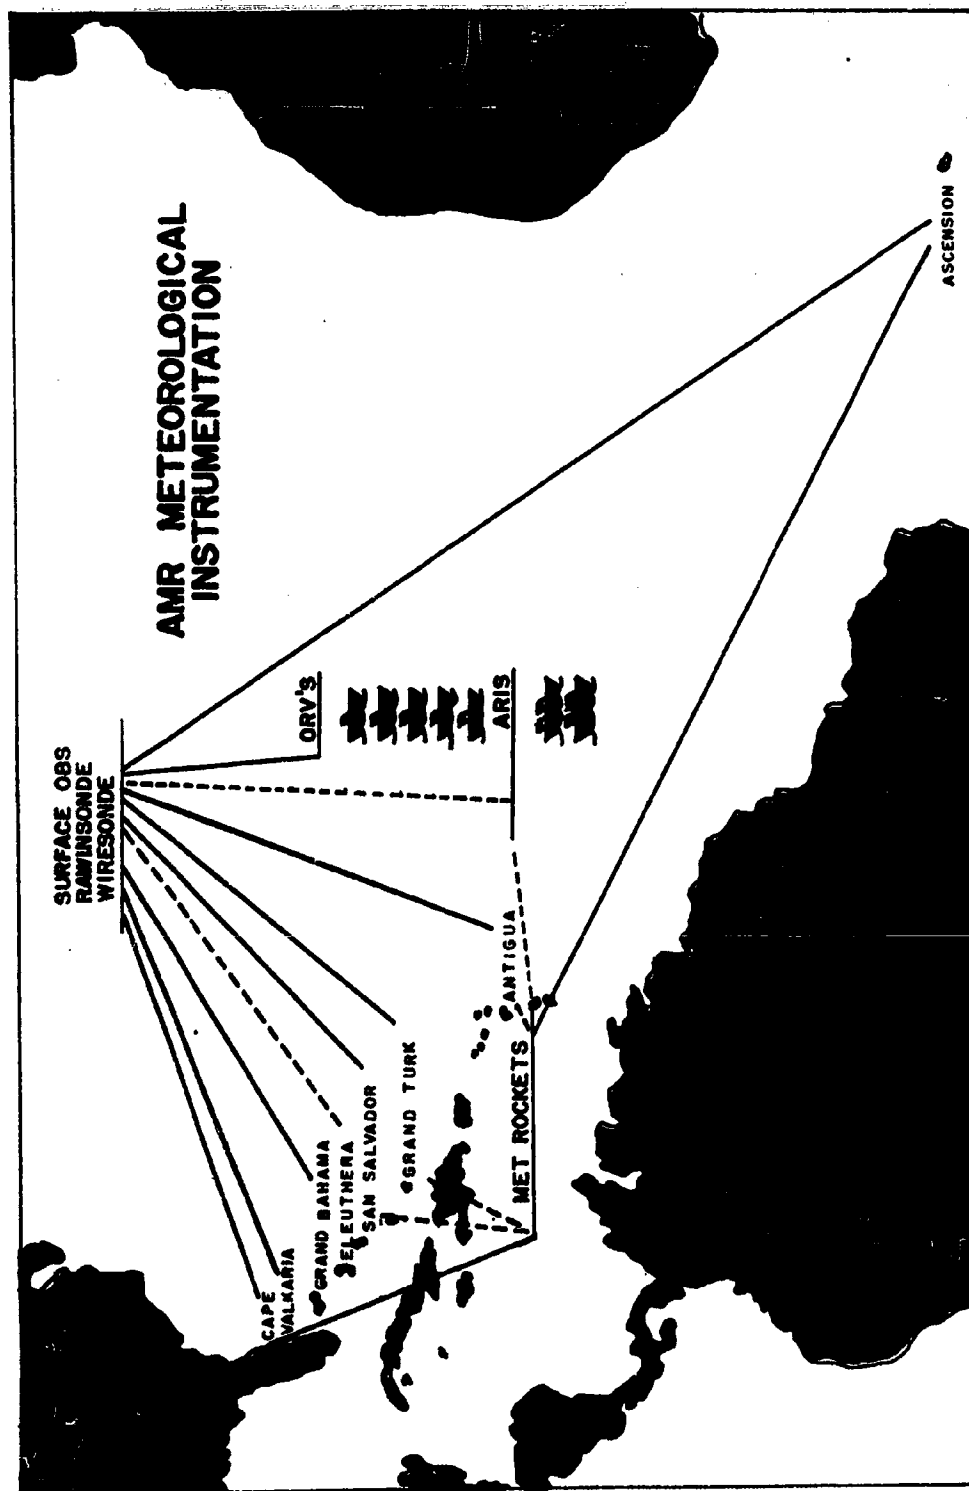 AMR METEOROLOGICAL
INSTRUMENTATION
SURFACE OBS
RAWINSONDE
WIRESONDE
ORV'S
ARIS
CAPE
VALKARIA
GRAND BAHAMA
ELEUTHERA
SAN SALVADOR
GRAND TURK
ANTIGUA
MET ROCKETS
ASCENSION